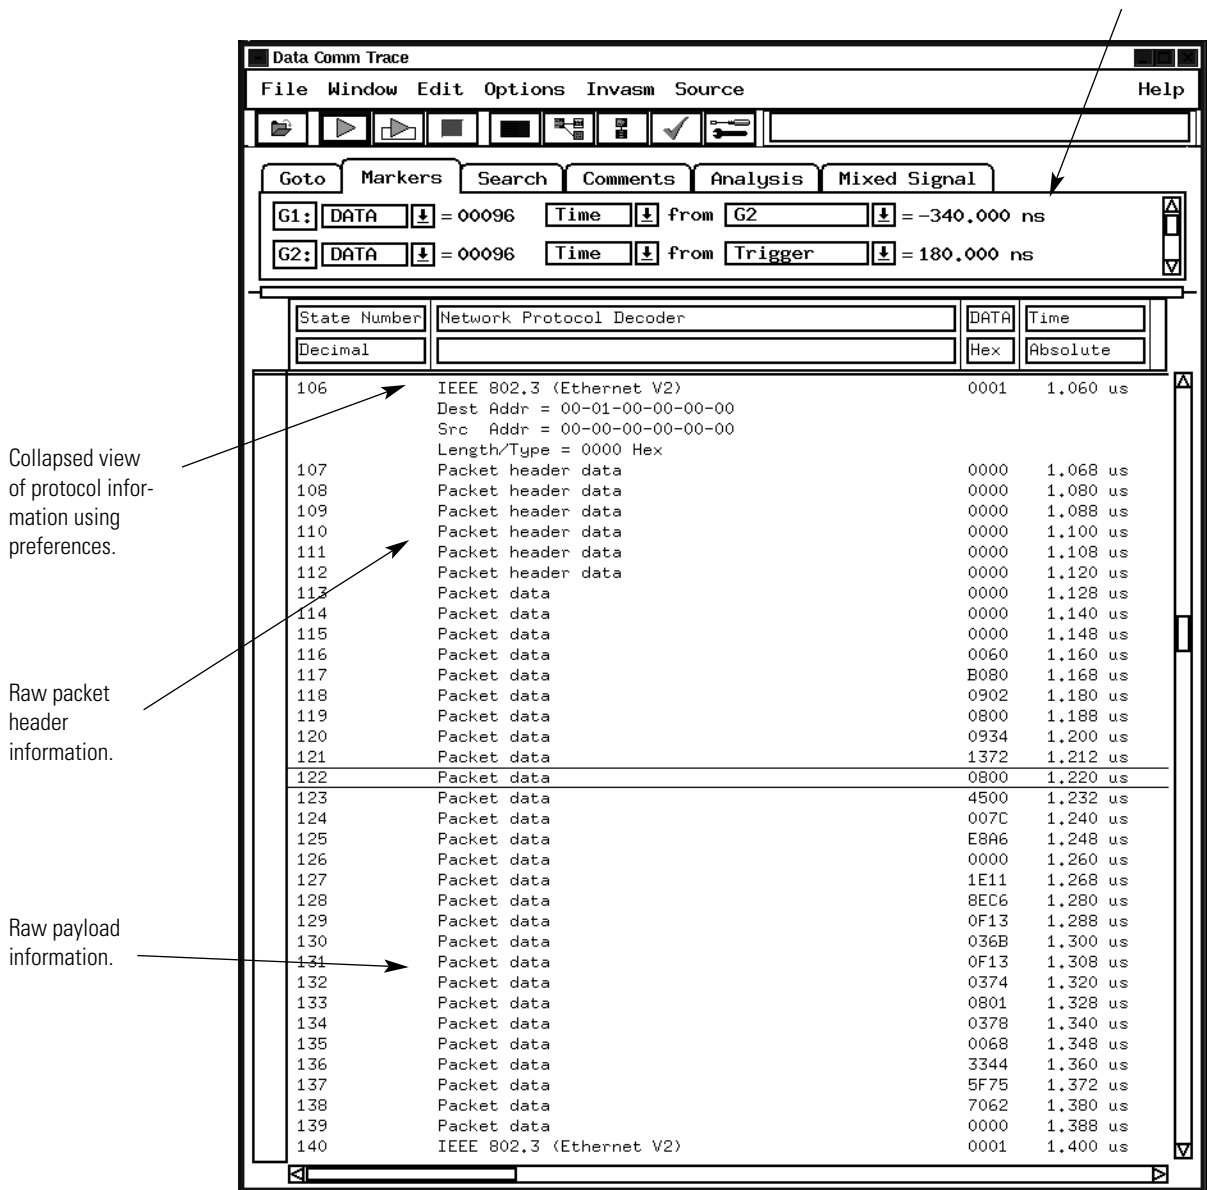 Data Comm Trace
File Window Edit Options Invasm Source Help
Goto Markers Search Comments Analysis Mixed Signal
G1: DATA = 00096 Time from G2 = -340.000 ns
G2: DATA = 00096 Time from Trigger = 180.000 ns
State Number Network Protocol Decoder DATA Time
Decimal Hex Absolute
106 IEEE 802.3 (Ethernet V2) 0001 1.060 us
Dest Addr = 00-01-00-00-00-00
Src Addr = 00-00-00-00-00-00
Length/Type = 0000 Hex
107 Packet header data 0000 1.068 us
108 Packet header data 0000 1.080 us
109 Packet header data 0000 1.088 us
110 Packet header data 0000 1.100 us
111 Packet header data 0000 1.108 us
112 Packet header data 0000 1.120 us
113 Packet data 0000 1.128 us
114 Packet data 0000 1.140 us
115 Packet data 0000 1.148 us
116 Packet data 0060 1.160 us
117 Packet data B080 1.168 us
118 Packet data 0902 1.180 us
119 Packet data 0800 1.188 us
120 Packet data 0934 1.200 us
121 Packet data 1372 1.212 us
122 Packet data 0800 1.220 us
123 Packet data 4500 1.232 us
124 Packet data 007C 1.240 us
125 Packet data E8A6 1.248 us
126 Packet data 0000 1.260 us
127 Packet data 1E11 1.268 us
128 Packet data 8EC6 1.280 us
129 Packet data 0F13 1.288 us
130 Packet data 036B 1.300 us
131 Packet data 0F13 1.308 us
132 Packet data 0374 1.320 us
133 Packet data 0801 1.328 us
134 Packet data 0378 1.340 us
135 Packet data 0068 1.348 us
136 Packet data 3344 1.360 us
137 Packet data 5F75 1.372 us
138 Packet data 7062 1.380 us
139 Packet data 0000 1.388 us
140 IEEE 802.3 (Ethernet V2) 0001 1.400 us
Collapsed view
of protocol infor-
mation using
preferences.
Raw packet
header
information.
Raw payload
information.